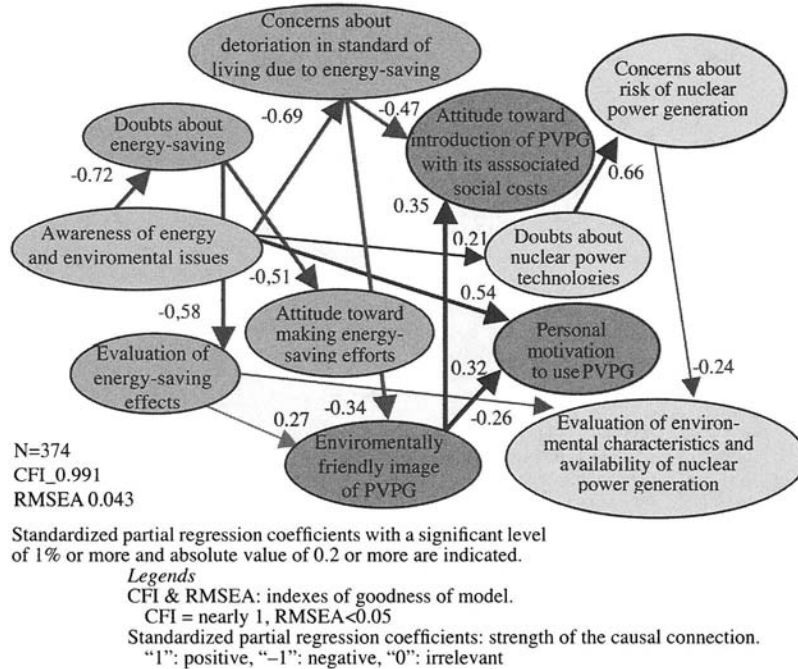 Concerns about
detoriation in standard of
living due to energy-saving
-0.69
-0.47
Concerns about
risk of nuclear
power generation
Doubts about
energy-saving
-0.72
Attitude toward
introduction of PVPG
with its asssociated
social costs
0.66
0.35
Awareness of energy
and enviromental issues
0.21
Doubts about
nuclear power
technologies
-0,51
0.54
-0,58
Attitude toward
making energy-
saving efforts
Personal
motivation
to use PVPG
Evaluation of
energy-saving
effects
0.32
-0.24
0.27
-0.34
-0.26
Enviromentally
friendly image
of PVPG
Evaluation of environ-
mental characteristics and
availability of nuclear
power generation
N=374
CFI_0.991
RMSEA 0.043
Standardized partial regression coefficients with a significant level
of 1% or more and absolute value of 0.2 or more are indicated.
Legends
CFI & RMSEA: indexes of goodness of model.
CFI = nearly 1, RMSEA<0.05
Standardized partial regression coefficients: strength of the causal connection.
"1": positive, "–1": negative, "0": irrelevant